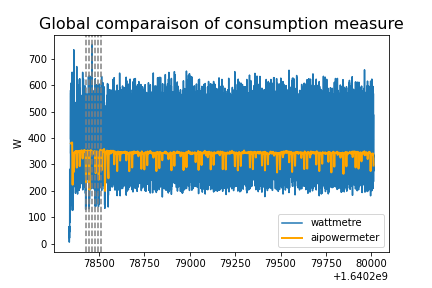 Global comparaison of consumption measure
700
600
500
400
300
200
100
0
W
78500 78750 79000 79250 79500 79750 80000
+1.6402e9
wattmetre
aipowermeter